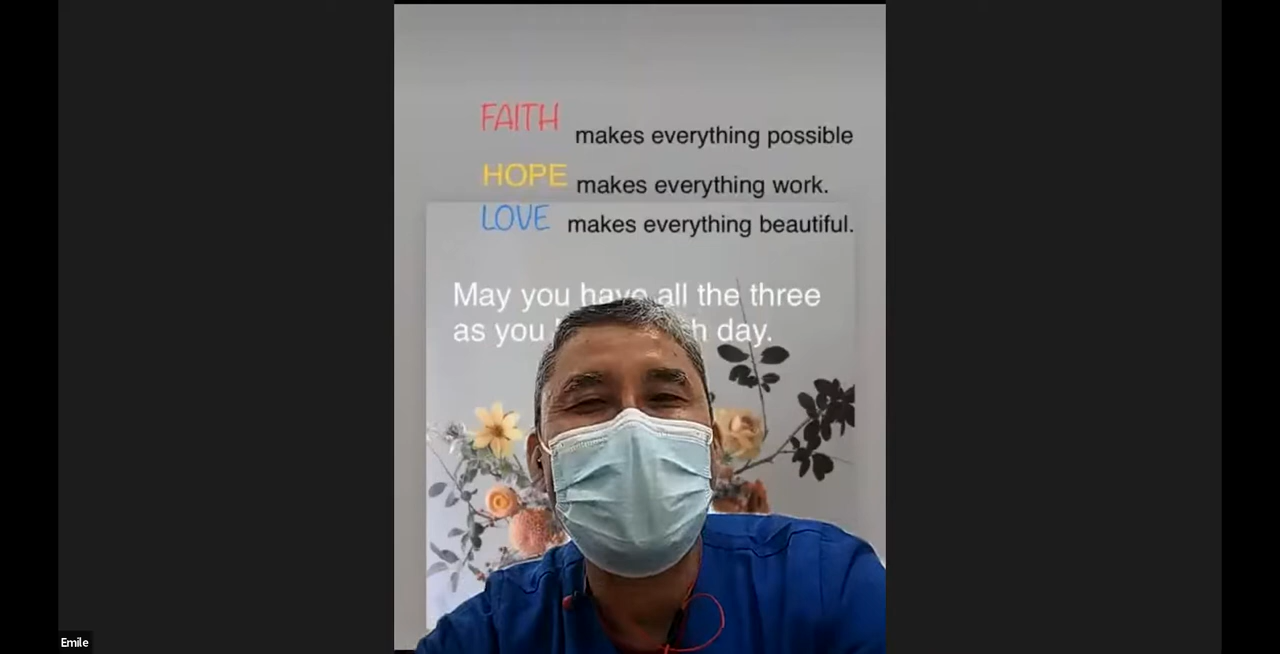 FAITH makes everything possible
HOPE makes everything work.
LOVE makes everything beautiful.
May you have all the three
as you day.
Emile